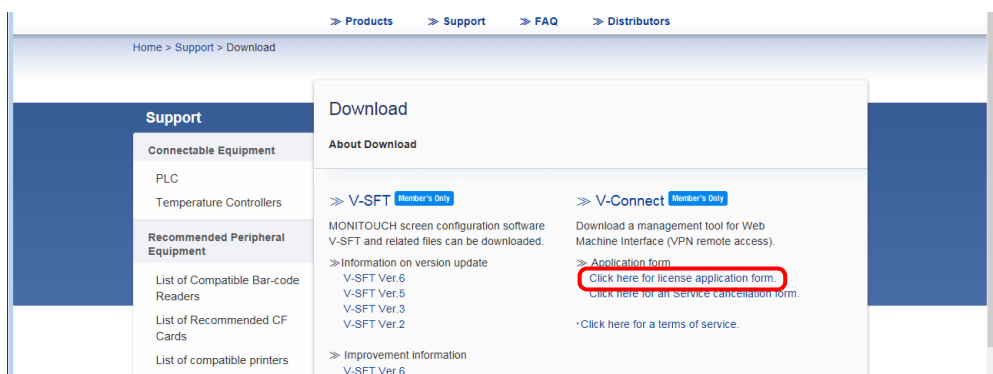 ≫ Products ≫ Support ≫ FAQ ≫ Distributors
Home > Support > Download
Support
Connectable Equipment
PLC
Temperature Controllers
Recommended Peripheral
Equipment
List of Compatible Bar-code
Readers
List of Recommended CF
Cards
List of compatible printers
Download
About Download
≫ V-SFT Member's Only
MONITOUCH screen configuration software
V-SFT and related files can be downloaded.
≫Information on version update
V-SFT Ver.6
V-SFT Ver.5
V-SFT Ver.3
V-SFT Ver.2
≫ Improvement information
V-SFT Ver.6
≫ V-Connect Member's Only
Download a management tool for Web
Machine Interface (VPN remote access).
≫ Application form
Click here for license application form.
Click here for an Service cancellation form.
・Click here for a terms of service.